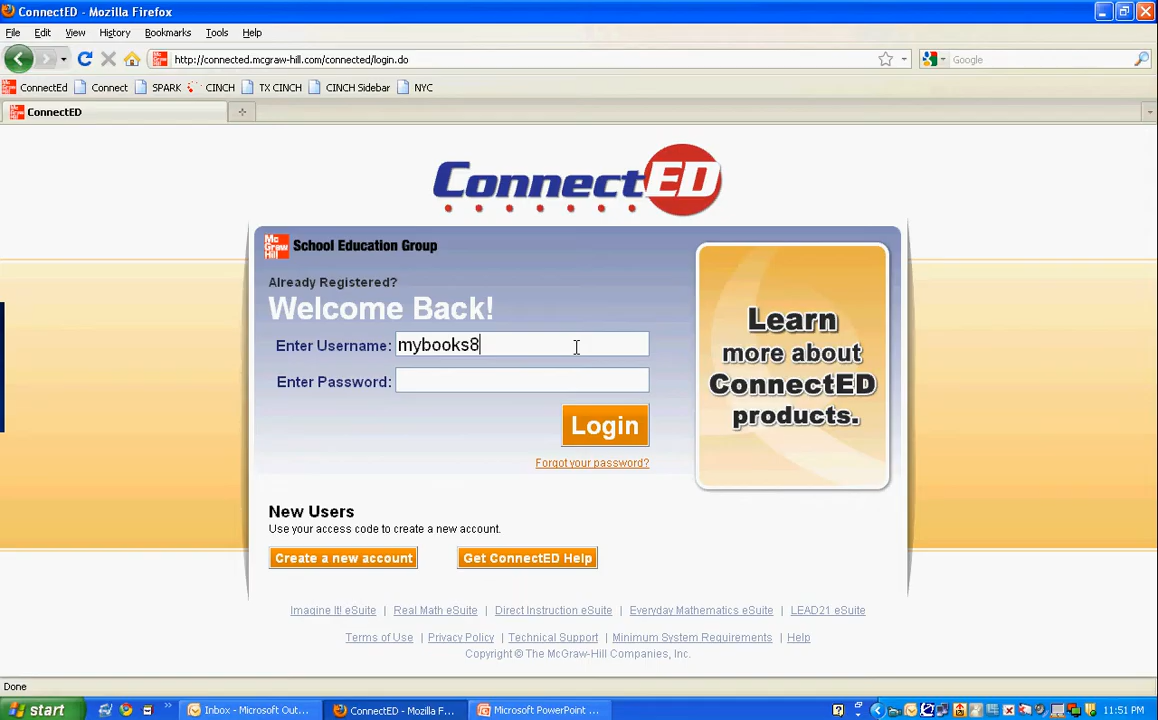 ConnectED - Mozilla Firefox
File Edit View History Bookmarks Tools Help
http://connected.mcgraw-hill.com/connected/login.do
Google
ConnectEd Connect SPARK CINCH TX CINCH CINCH Sidebar NYC
ConnectED
ConnectED
Mc Graw Hill School Education Group
Already Registered?
Welcome Back!
Enter Username: mybooks8
Enter Password:
Login
Forgot your password?
Learn
more about
ConnectED
products.
New Users
Use your access code to create a new account.
Create a new account Get ConnectED Help
Imagine It! eSuite | Real Math eSuite | Direct Instruction eSuite | Everyday Mathematics eSuite | LEAD21 eSuite
Terms of Use | Privacy Policy | Technical Support | Minimum System Requirements | Help
Copyright © The McGraw-Hill Companies, Inc.
Done
start Inbox - Microsoft Out... ConnectED - Mozilla F... Microsoft PowerPoint ... 11:51 PM